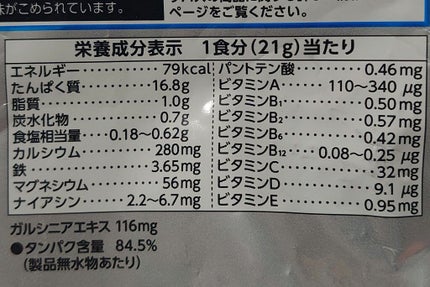 味がこめられています。
ページをご覧ください。
栄養成分表示 1食分(21g)当たり
エネルギー 79kcal
たんぱく質 16.8g
脂質 1.0g
炭水化物 0.7g
食塩相当量 0.18〜0.62g
カルシウム 280mg
鉄 3.65mg
マグネシウム 56mg
ナイアシン 2.2〜6.7mg
パントテン酸 0.46mg
ビタミンA 110〜340μg
ビタミンB1 0.50mg
ビタミンB2 0.57mg
ビタミンB6 0.42mg
ビタミンB12 0.08〜0.25μg
ビタミンC 32mg
ビタミンD 9.1μg
ビタミンE 0.95mg
ガルシニアエキス 116mg
●タンパク含量 84.5%
(製品無水物あたり)